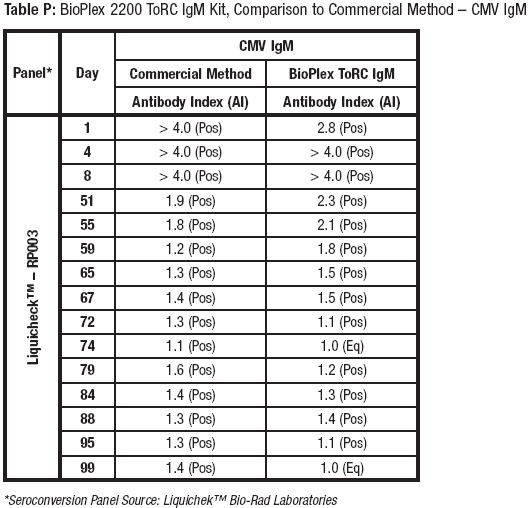 Table P: BioPlex 2200 ToRC IgM Kit, Comparison to Commercial Method – CMV IgM
Panel* Day CMV IgM
Commercial Method BioPlex ToRC IgM
Antibody Index (AI) Antibody Index (AI)
Liquicheck™ – RP003
1 > 4.0 (Pos) 2.8 (Pos)
4 > 4.0 (Pos) > 4.0 (Pos)
8 > 4.0 (Pos) > 4.0 (Pos)
51 1.9 (Pos) 2.3 (Pos)
55 1.8 (Pos) 2.1 (Pos)
59 1.2 (Pos) 1.8 (Pos)
65 1.3 (Pos) 1.5 (Pos)
67 1.4 (Pos) 1.5 (Pos)
72 1.3 (Pos) 1.1 (Pos)
74 1.1 (Pos) 1.0 (Eq)
79 1.6 (Pos) 1.2 (Pos)
84 1.4 (Pos) 1.3 (Pos)
88 1.3 (Pos) 1.4 (Pos)
95 1.3 (Pos) 1.1 (Pos)
99 1.4 (Pos) 1.0 (Eq)
*Seroconversion Panel Source: Liquichek™ Bio-Rad Laboratories